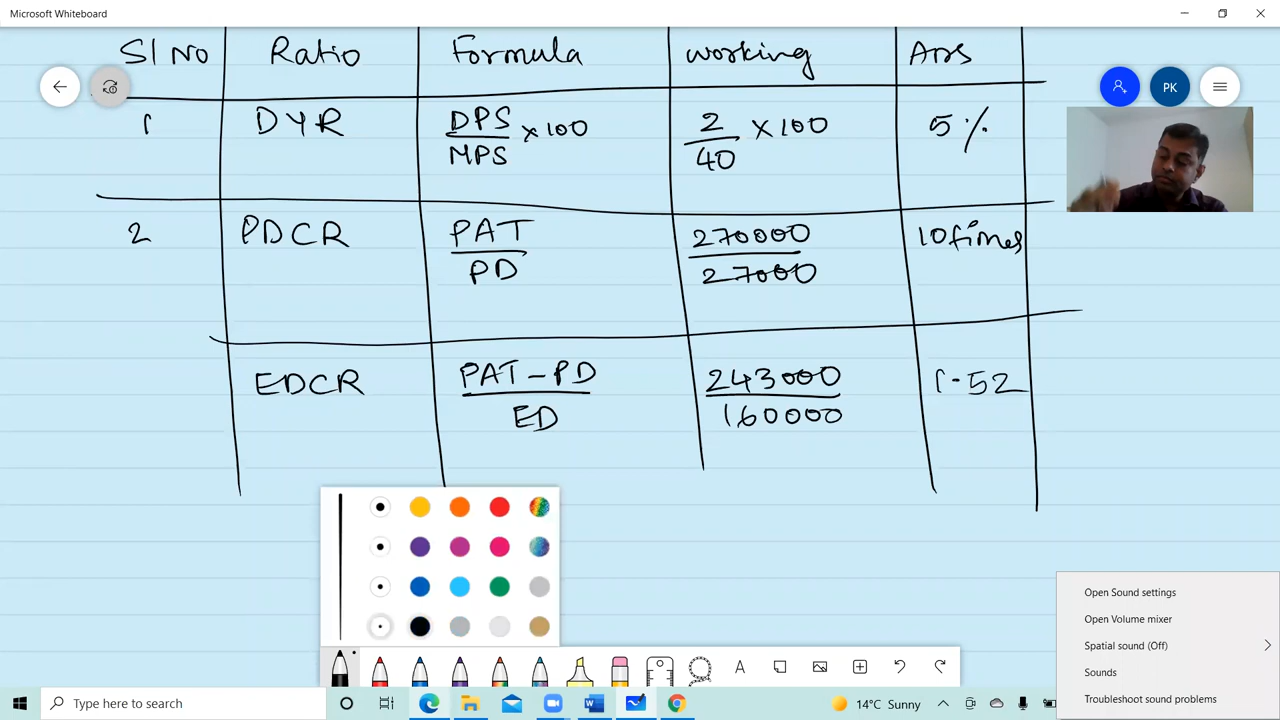 Microsoft Whiteboard
Sl No Ratio Formula working Ans
1 DYR DPS/MPS × 100 2/40 × 100 5%
2 PDCR PAT/PD 270000/27000 10 times
EDCR PAT - PD/ED 243000/160000 1.52
PK
Open Sound settings
Open Volume mixer
Spatial sound (Off)
Sounds
Troubleshoot sound problems
A
Type here to search
14°C Sunny